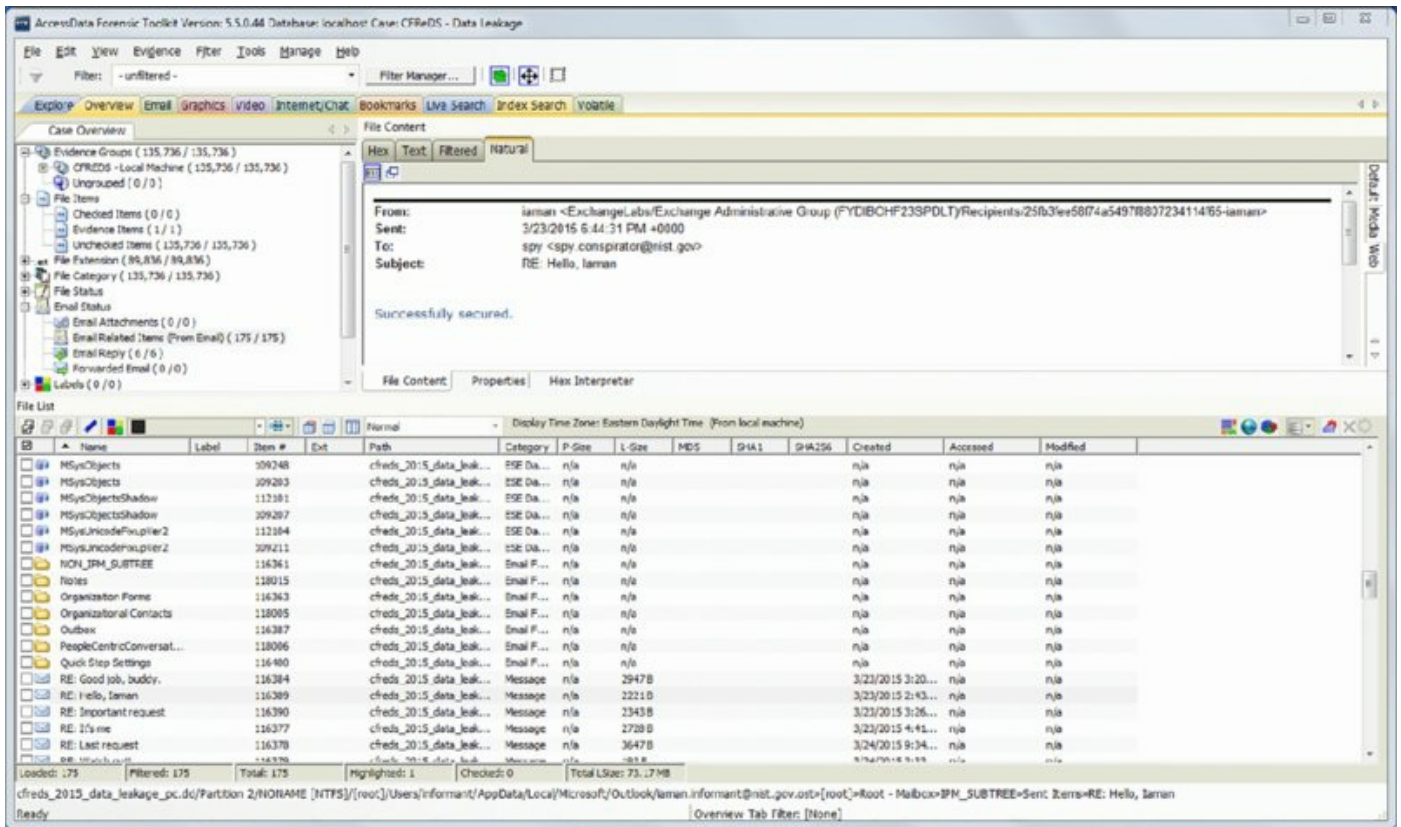 AccessData Forensic Toolkit Version: 5.5.0.44 Database: localhost Case: CFReDS - Data Leakage
File Edit View Evidence Filter Tools Manage Help
Filter: - unfiltered - Filter Manager...
Explore Overview Email Graphics Video Internet/Chat Bookmarks Live Search Index Search Volatile
Case Overview
Evidence Groups ( 135,736 / 135,736 )
CFREDS -Local Machine ( 135,736 / 135,736 )
Ungrouped ( 0 / 0 )
File Items
Checked Items ( 0 / 0 )
Evidence Items ( 1 / 1 )
Unchecked Items ( 135,736 / 135,736 )
File Extension ( 89,836 / 89,836 )
File Category ( 135,736 / 135,736 )
File Status
Email Status
Email Attachments ( 0 / 0 )
Email Related Items (From Email) ( 175 / 175 )
Email Reply ( 6 / 6 )
Forwarded Email ( 0 / 0 )
Labels ( 0 / 0 )
File Content
Hex Text Filtered Natural
From: iaman <ExchangeLabs/Exchange Administrative Group (FYDIBOHF23SPDLT)/Recipients/
Sent: 3/23/2015 6:44:31 PM +0000
To: spy <spy.conspirator@nist.gov>
Subject: RE: Hello, Iaman
Successfully secured.
Default Media Web
File Content Properties Hex Interpreter
File List
Normal Display Time Zone: Eastern Daylight Time (From local machine)
Name Label Item # Ext Path Category P-Size L-Size MD5 SHA1 SHA256 Created Accessed Modified
MSysObjects 109248 cfreds_2015_data_leak... ESE Da... n/a n/a n/a n/a n/a
MSysObjects 109203 cfreds_2015_data_leak... ESE Da... n/a n/a n/a n/a n/a
MSysObjectsShadow 112101 cfreds_2015_data_leak... ESE Da... n/a n/a n/a n/a n/a
MSysObjectsShadow 109207 cfreds_2015_data_leak... ESE Da... n/a n/a n/a n/a n/a
MSysUnicodeFixupVer2 112104 cfreds_2015_data_leak... ESE Da... n/a n/a n/a n/a n/a
MSysUnicodeFixupVer2 109211 cfreds_2015_data_leak... ESE Da... n/a n/a n/a n/a n/a
NON_IPM_SUBTREE 116361 cfreds_2015_data_leak... Email F... n/a n/a n/a n/a n/a
Notes 118015 cfreds_2015_data_leak... Email F... n/a n/a n/a n/a n/a
Organization Forms 116363 cfreds_2015_data_leak... Email F... n/a n/a n/a n/a n/a
Organizational Contacts 118005 cfreds_2015_data_leak... Email F... n/a n/a n/a n/a n/a
Outbox 116387 cfreds_2015_data_leak... Email F... n/a n/a n/a n/a n/a
PeopleCentricConversat... 118006 cfreds_2015_data_leak... Email F... n/a n/a n/a n/a n/a
Quick Step Settings 116400 cfreds_2015_data_leak... Email F... n/a n/a n/a n/a n/a
RE: Good job, buddy. 116384 cfreds_2015_data_leak... Message n/a 2947 B 3/23/2015 3:20... n/a n/a
RE: Hello, Iaman 116389 cfreds_2015_data_leak... Message n/a 2221 B 3/23/2015 2:43... n/a n/a
RE: Important request 116390 cfreds_2015_data_leak... Message n/a 2343 B 3/23/2015 3:26... n/a n/a
RE: It's me 116377 cfreds_2015_data_leak... Message n/a 2728 B 3/23/2015 4:41... n/a n/a
RE: Last request 116378 cfreds_2015_data_leak... Message n/a 3647 B 3/24/2015 9:34... n/a n/a
Loaded: 175 Filtered: 175 Total: 175 Highlighted: 1 Checked: 0 Total LSize: 73.17 MB
cfreds_2015_data_leakage_pc.dd/Partition 2/NONAME [NTFS]/[root]/Users/informant/AppData/Local/Microsoft/Outlook/iaman.informant@nist.gov.ost»[root]»Root - Mailbox»IPM_SUBTREE»Sent Items»RE: Hello, Iaman
Ready Overview Tab Filter: [None]